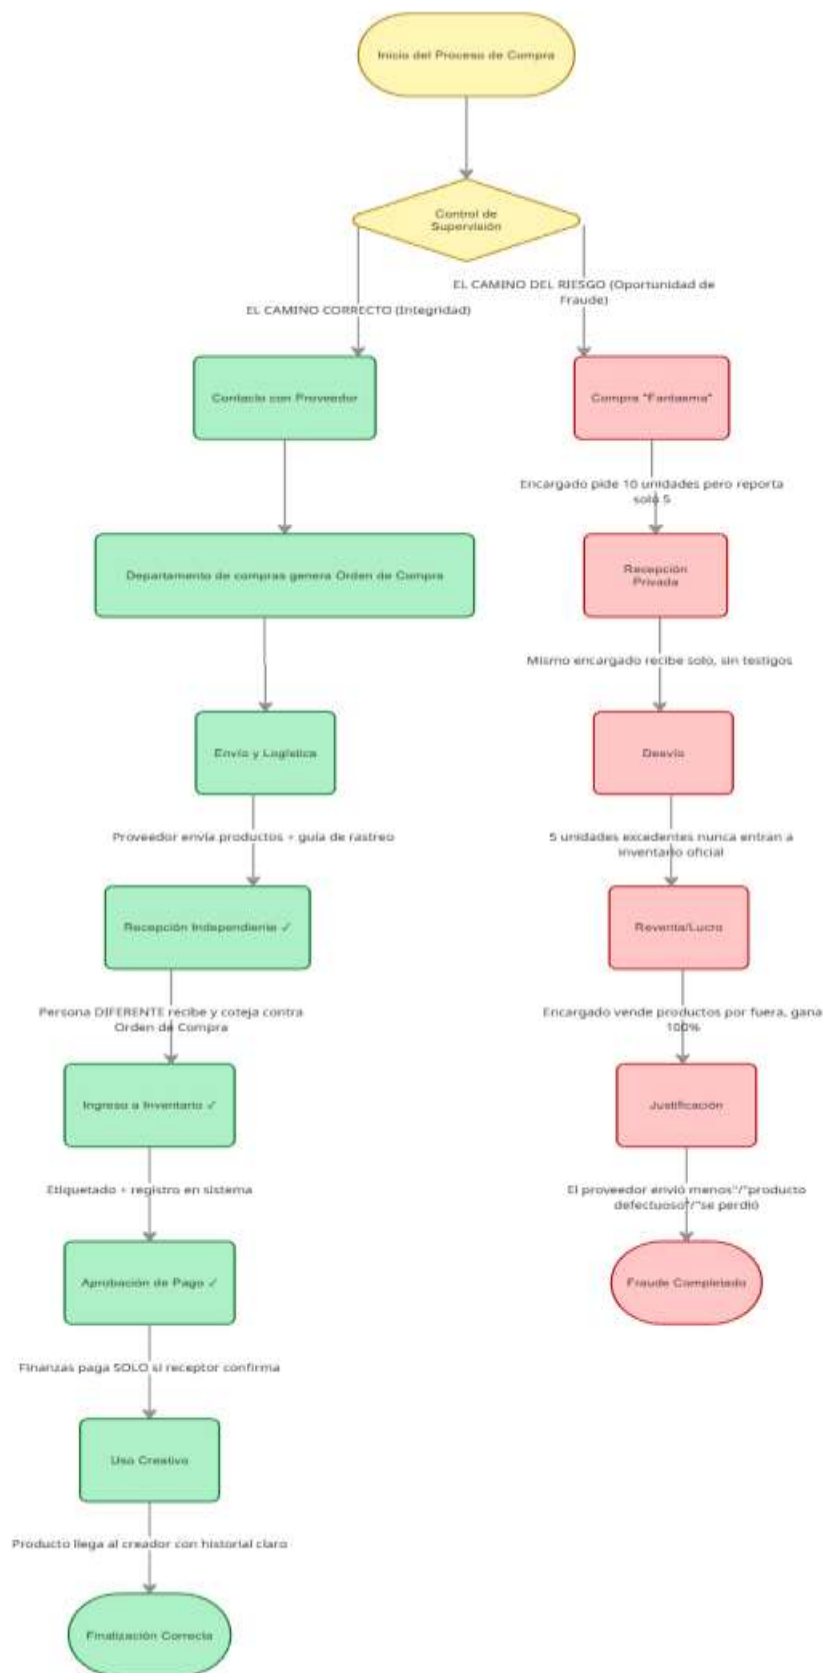 Inicio del Proceso de Compra
Control de
Supervisión
EL CAMINO DEL RIESGO (Oportunidad de
Fraude)
EL CAMINO CORRECTO (Integridad)
Contacto con Proveedor
Compra "Fantasma"
Encargado pide 10 unidades pero reporta
solo 5
Departamento de compras genera Orden de Compra
Recepción
Privada
Mismo encargado recibe solo, sin testigos
Envío y Logística
Desvío
Proveedor envía productos + guía de rastreo
5 unidades excedentes nunca entran a
inventario oficial
Recepción Independiente ✓
Reventa/Lucro
Persona DIFERENTE recibe y coteja contra
Orden de Compra
Encargado vende productos por fuera, gana
100%
Ingreso a Inventario ✓
Justificación
Etiquetado + registro en sistema
El proveedor envió menos"/"producto
defectuoso"/"se perdió
Aprobación de Pago ✓
Fraude Completado
Finanzas paga SOLO si receptor confirma
Uso Creativo
Producto llega al creador con historial claro
Finalización Correcta